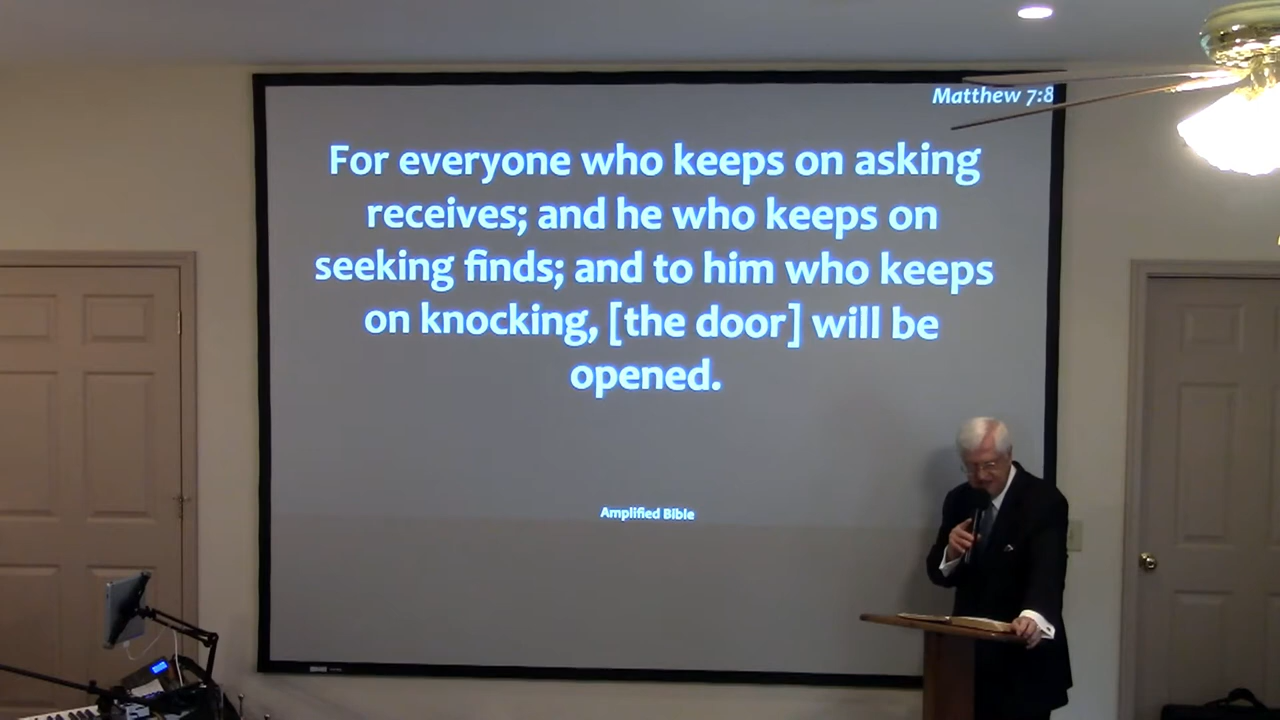 Matthew 7:8
For everyone who keeps on asking
receives; and he who keeps on
seeking finds; and to him who keeps
on knocking, [the door] will be
opened.
Amplified Bible